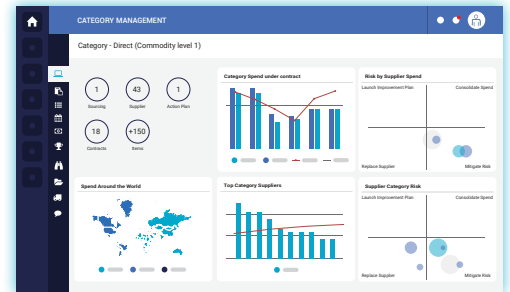 CATEGORY MANAGEMENT
Category - Direct (Commodity level 1)
1
Sourcing
43
Supplier
1
Action Plan
18
Contracts
+150
Items
Category Spend under contract
Risk by Supplier Spend
Launch Improvement Plan
Consolidate Spend
Replace Supplier
Mitigate Risk
Spend Around the World
Top Category Suppliers
Supplier Category Risk
Launch Improvement Plan
Consolidate Spend
Replace Supplier
Mitigate Risk